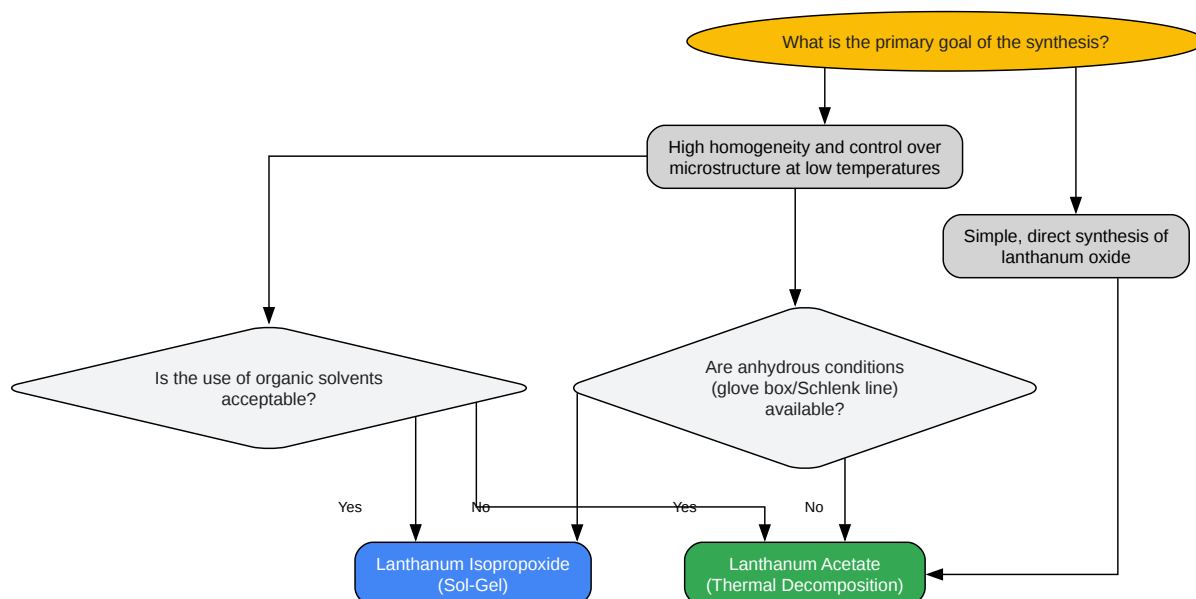 What is the primary goal of the synthesis?
High homogeneity and control over
microstructure at low temperatures
Simple, direct synthesis of
lanthanum oxide
Is the use of organic solvents
acceptable?
Are anhydrous conditions
(glove box/Schlenk line)
available?
Yes
No
Yes
No
Lanthanum Isopropoxide
(Sol-Gel)
Lanthanum Acetate
(Thermal Decomposition)